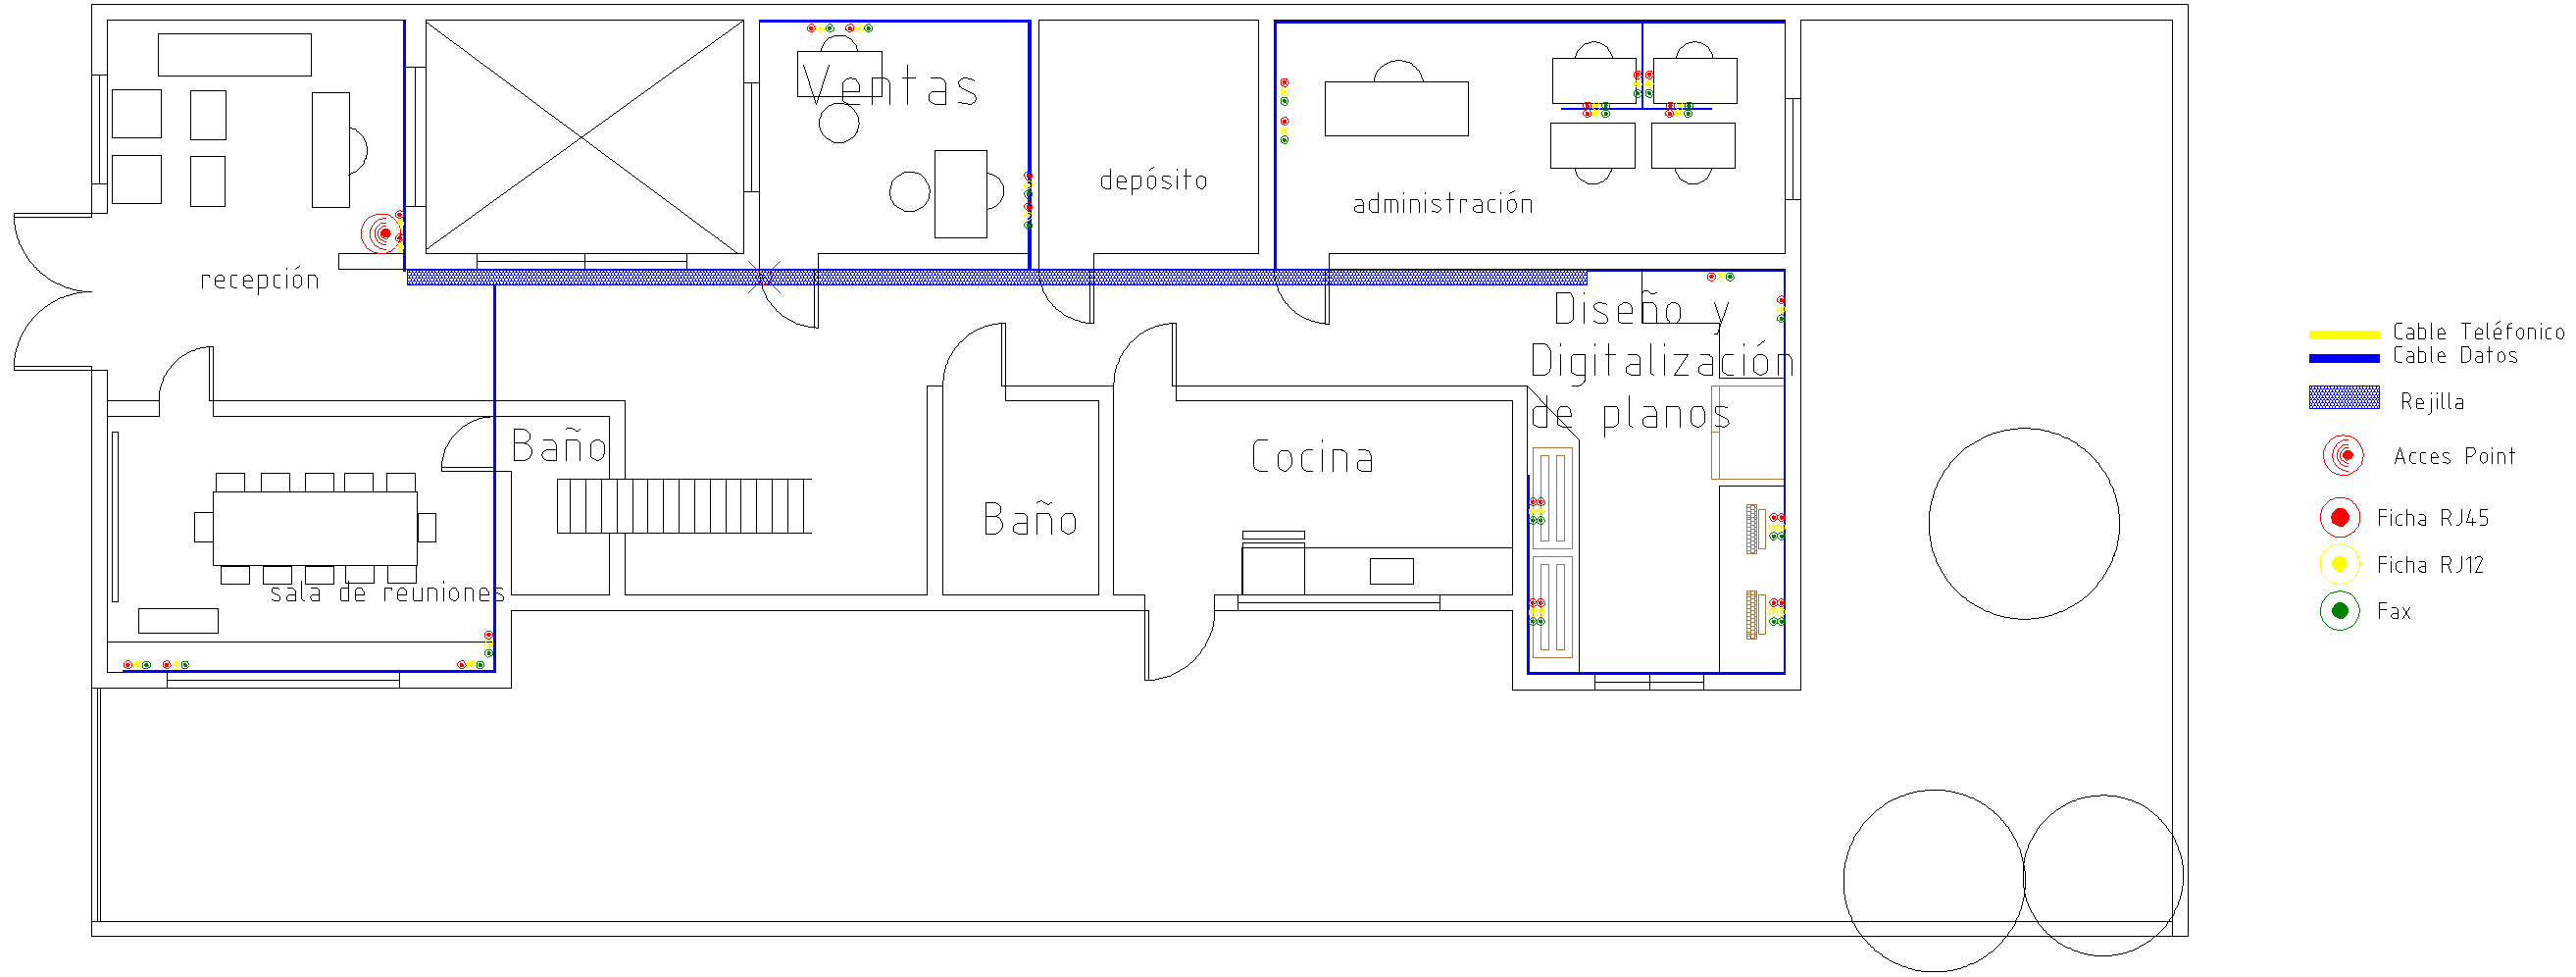 Ventas
depósito
administración
recepción
Diseño y
Digitalización
de planos
Baño
Cocina
Baño
sala de reuniones
Cable Teléfonico
Cable Datos
Rejilla
Acces Point
Ficha RJ45
Ficha RJ12
Fax